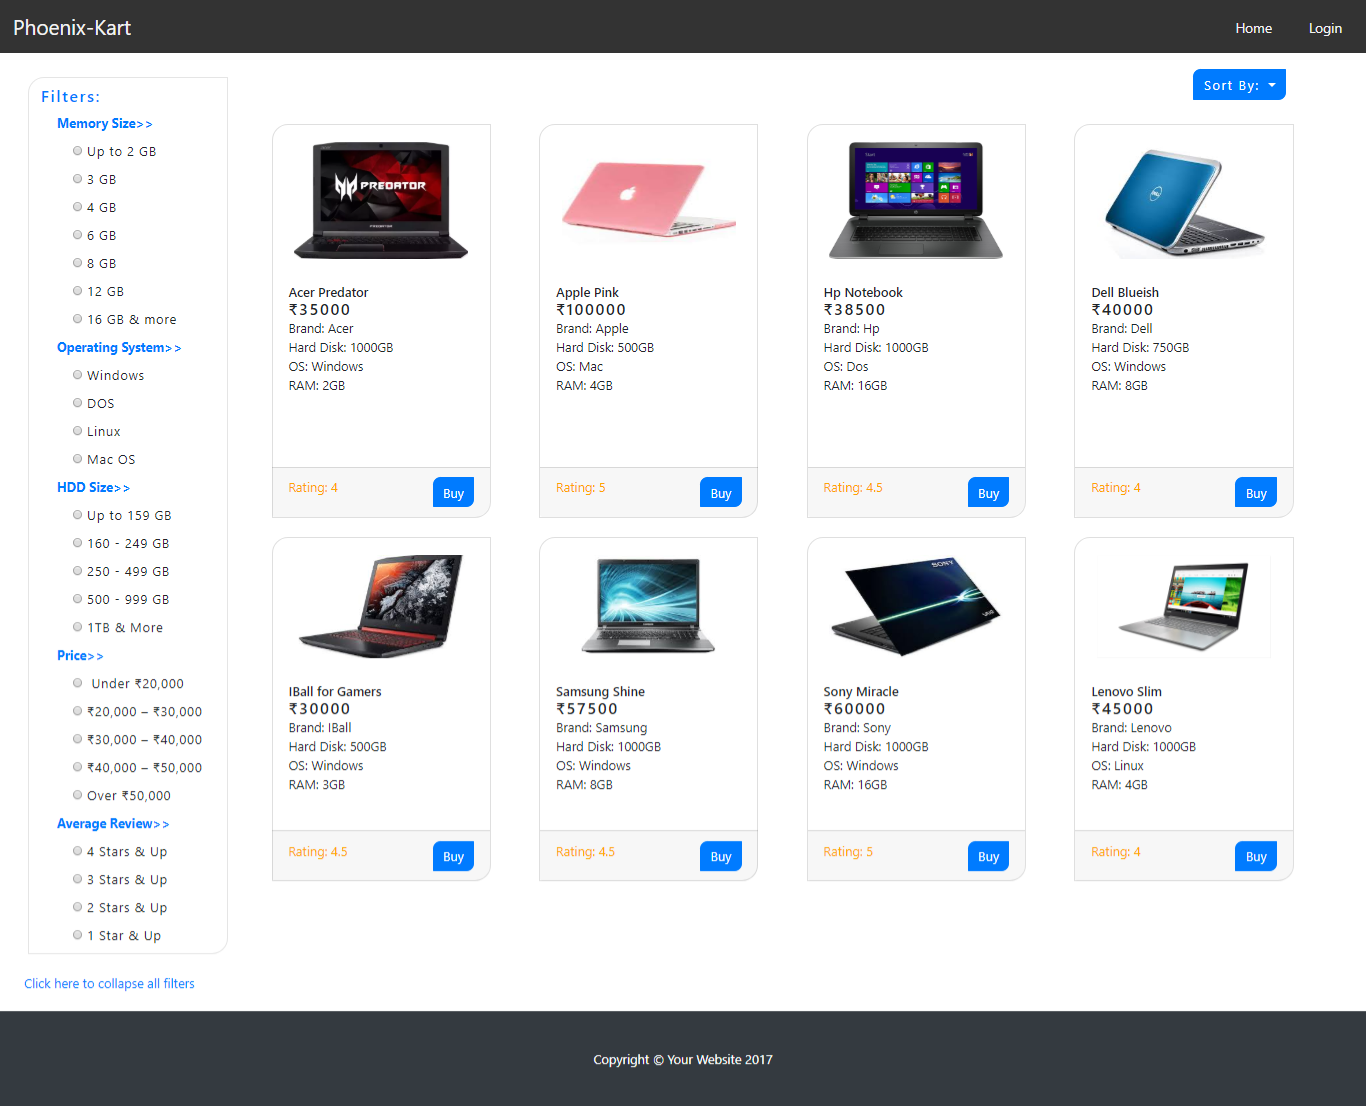 Phoenix-Kart
Home
Login
Sort By:
Filters:
Memory Size>>
Up to 2 GB
3 GB
4 GB
6 GB
8 GB
12 GB
16 GB & more
Operating System>>
Windows
DOS
Linux
Mac OS
HDD Size>>
Up to 159 GB
160 - 249 GB
250 - 499 GB
500 - 999 GB
1TB & More
Price>>
Under ₹20,000
₹20,000 – ₹30,000
₹30,000 – ₹40,000
₹40,000 – ₹50,000
Over ₹50,000
Average Review>>
4 Stars & Up
3 Stars & Up
2 Stars & Up
1 Star & Up
Click here to collapse all filters
PREDATOR
PREDATOR
Acer Predator
₹35000
Brand: Acer
Hard Disk: 1000GB
OS: Windows
RAM: 2GB
Rating: 4
Buy
Apple Pink
₹100000
Brand: Apple
Hard Disk: 500GB
OS: Mac
RAM: 4GB
Rating: 5
Buy
Start
Hp Notebook
₹38500
Brand: Hp
Hard Disk: 1000GB
OS: Dos
RAM: 16GB
Rating: 4.5
Buy
DELL
Dell Blueish
₹40000
Brand: Dell
Hard Disk: 750GB
OS: Windows
RAM: 8GB
Rating: 4
Buy
IBall for Gamers
₹30000
Brand: IBall
Hard Disk: 500GB
OS: Windows
RAM: 3GB
Rating: 4.5
Buy
Samsung Shine
₹57500
Brand: Samsung
Hard Disk: 1000GB
OS: Windows
RAM: 8GB
Rating: 4.5
Buy
SONY
Sony Miracle
₹60000
Brand: Sony
Hard Disk: 1000GB
OS: Windows
RAM: 16GB
Rating: 5
Buy
Lenovo Slim
₹45000
Brand: Lenovo
Hard Disk: 1000GB
OS: Linux
RAM: 4GB
Rating: 4
Buy
Copyright © Your Website 2017